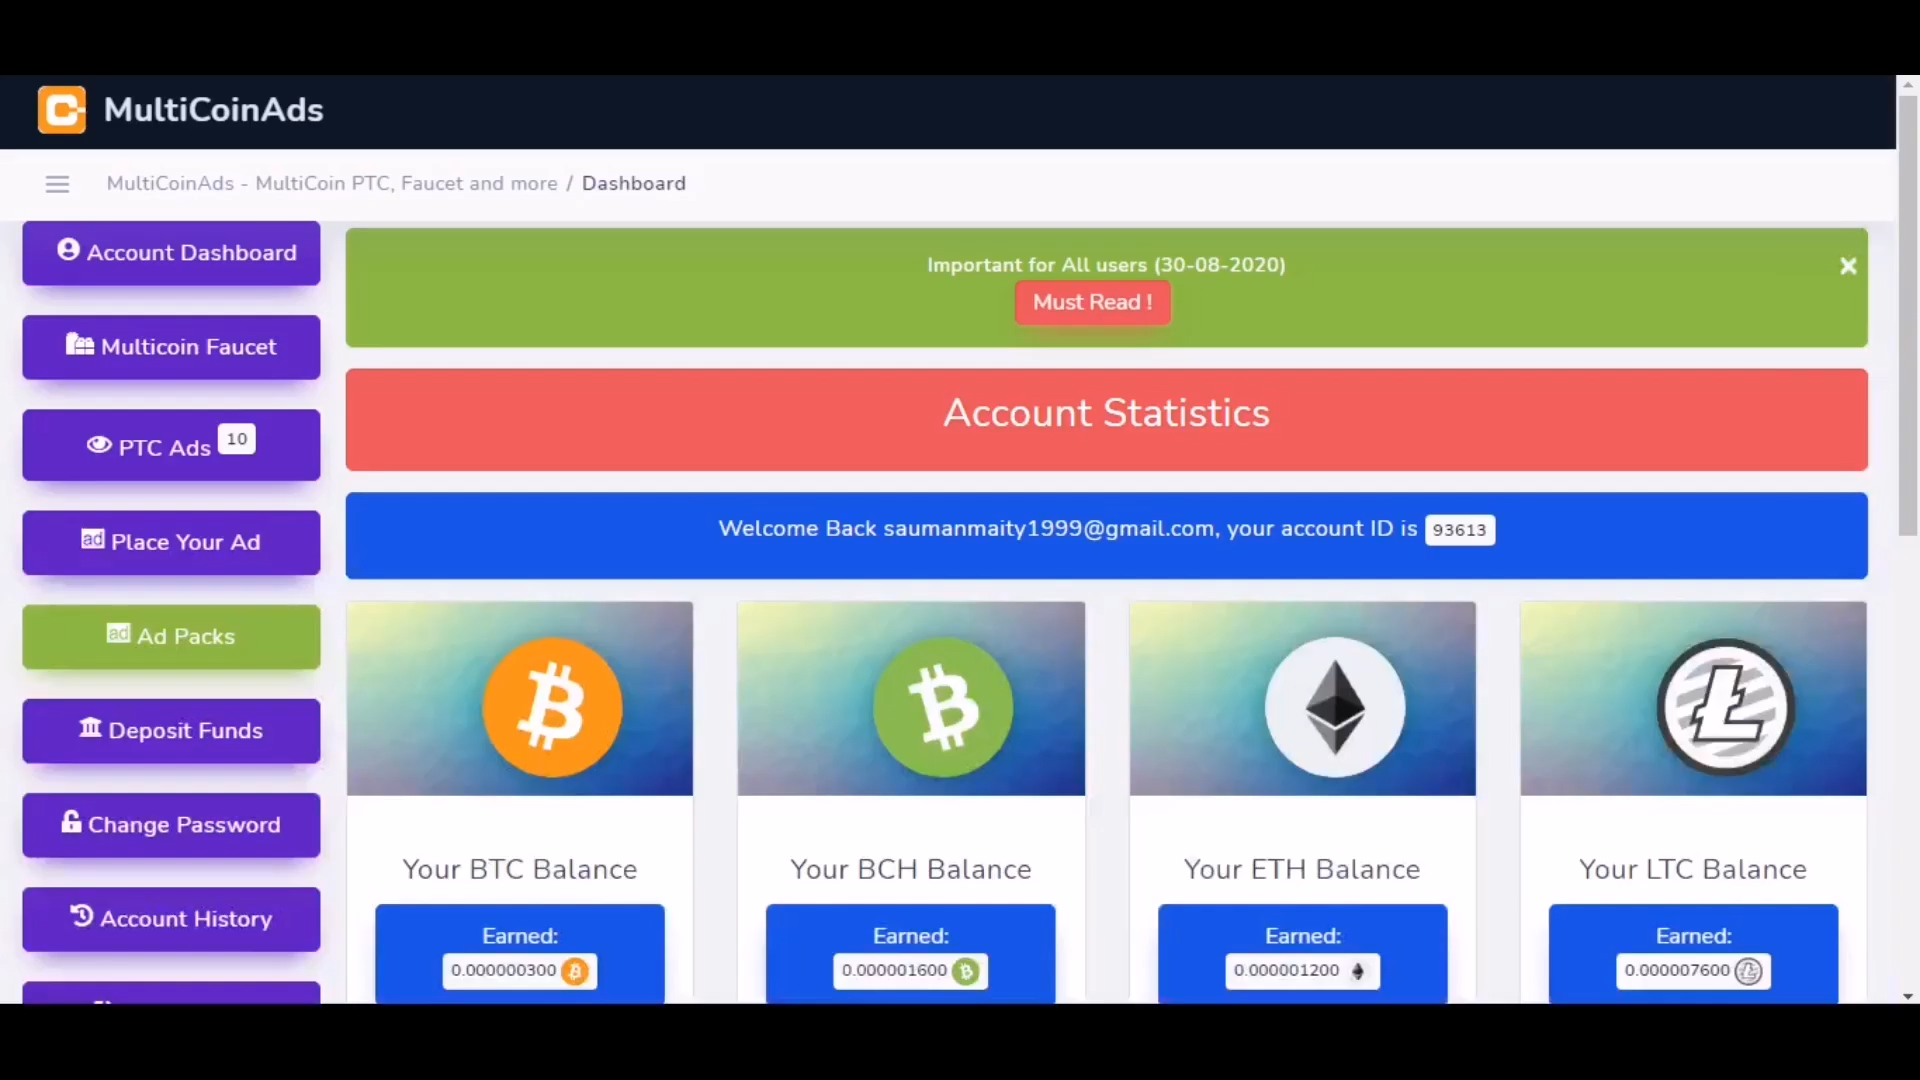 MultiCoinAds
MultiCoinAds - MultiCoin PTC, Faucet and more / Dashboard
Account Dashboard
Multicoin Faucet
PTC Ads 10
ad Place Your Ad
ad Ad Packs
Deposit Funds
Change Password
Account History
Important for All users (30-08-2020)
×
Must Read !
Account Statistics
Welcome Back saumanmaity1999@gmail.com, your account ID is 93613
Your BTC Balance
Earned:
0.000000300
Your BCH Balance
Earned:
0.000001600
Your ETH Balance
Earned:
0.000001200
Your LTC Balance
Earned:
0.000007600